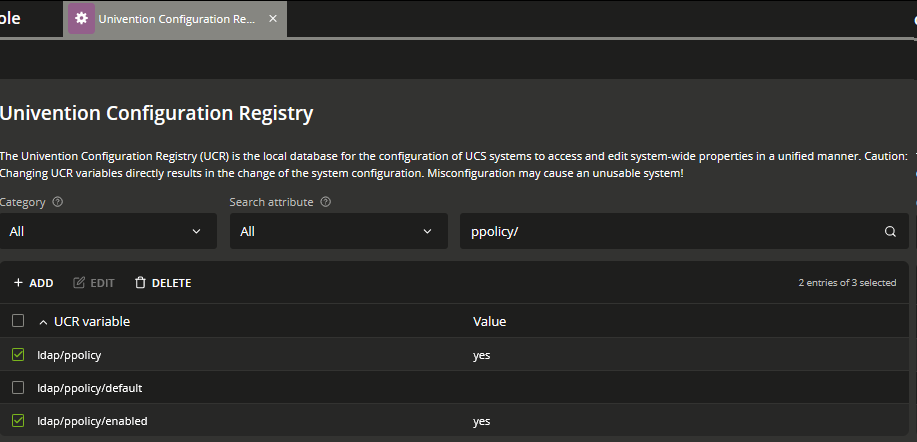 ole
Univention Configuration Re...
Univention Configuration Registry
The Univention Configuration Registry (UCR) is the local database for the configuration of UCS systems to access and edit system-wide properties in a unified manner. Caution:
Changing UCR variables directly results in the change of the system configuration. Misconfiguration may cause an unusable system!
Category Search attribute
All All ppolicy/
+ ADD EDIT DELETE 2 entries of 3 selected
UCR variable Value
ldap/ppolicy yes
ldap/ppolicy/default
ldap/ppolicy/enabled yes